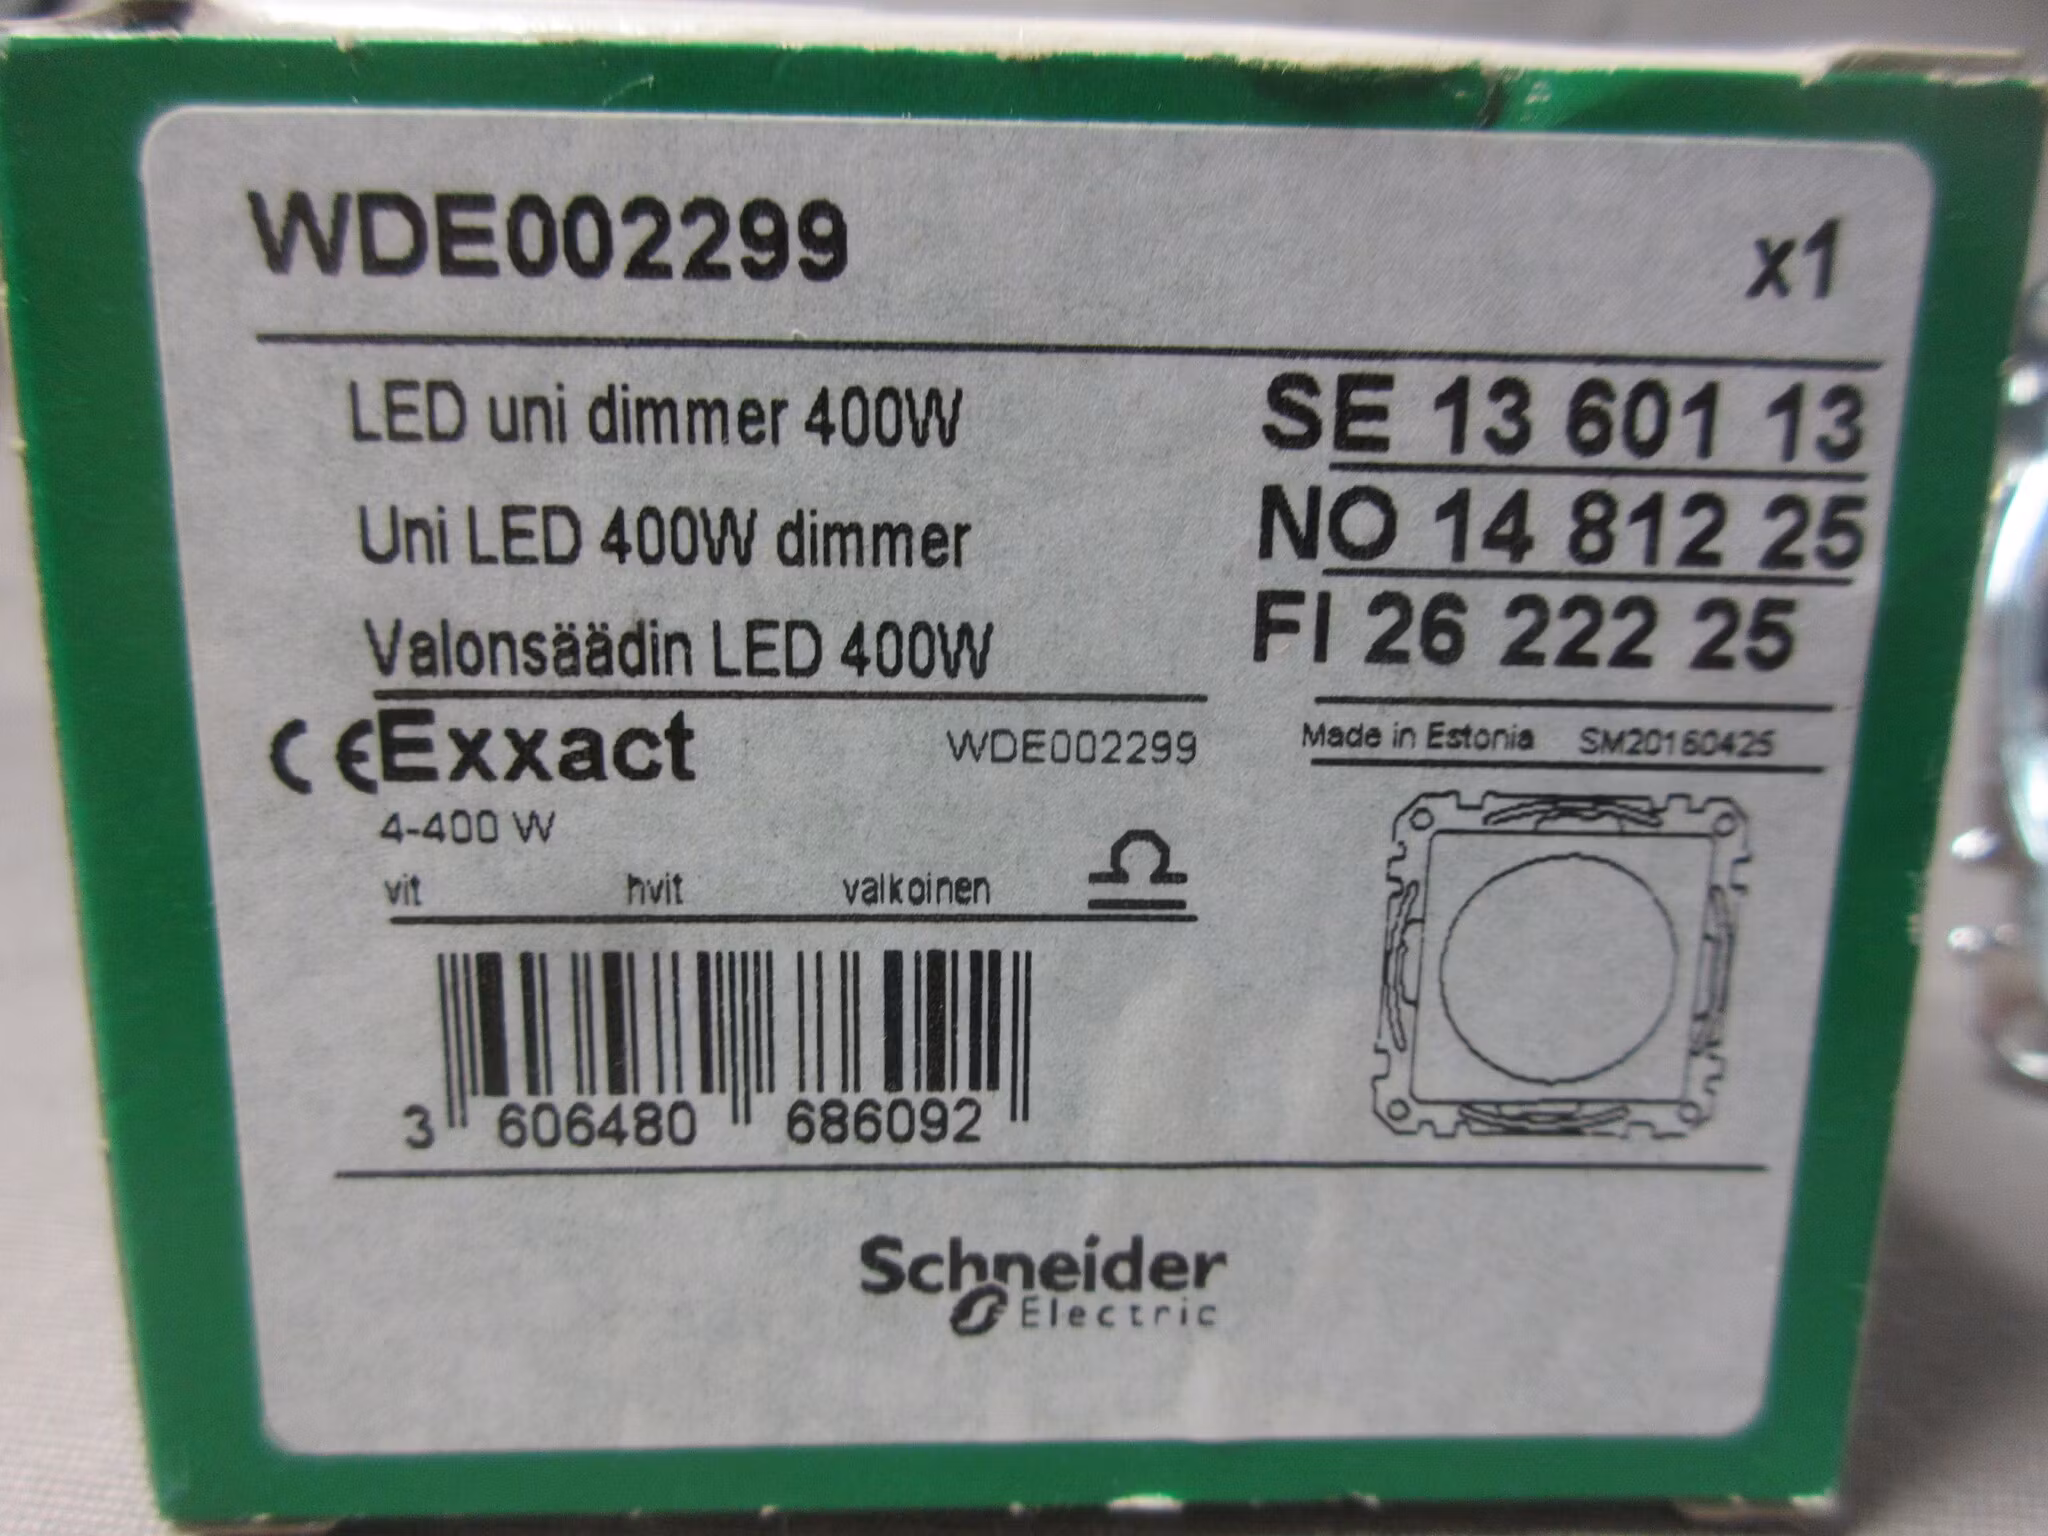 WDE002299 x1
LED uni dimmer 400W SE 13 601 13
Uni LED 400W dimmer NO 14 812 25
Valonsäädin LED 400W FI 26 222 25
CE Exxact WDE002299 Made in Estonia SM20160425
4-400 W
vit hvit valkoinen
3 606480 686092
Schneider
Electric